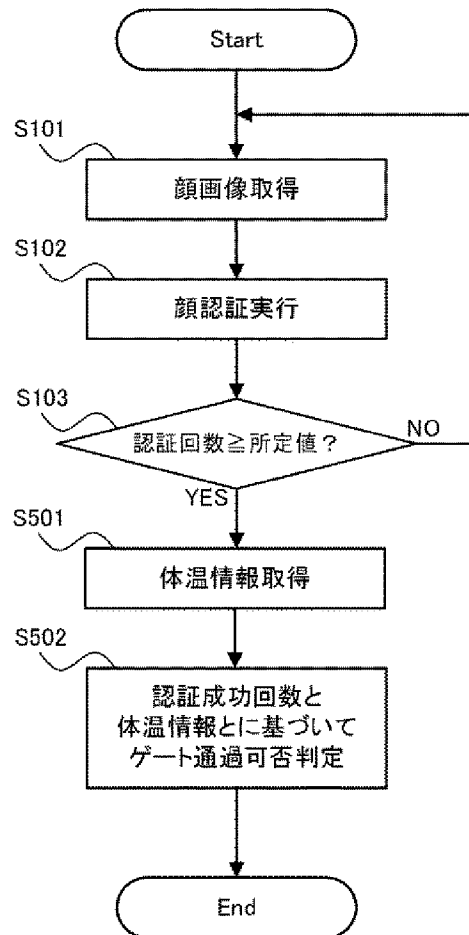 Start
S101
顔画像取得
S102
顔認証実行
S103
認証回数≧所定値？
NO
YES
S501
体温情報取得
S502
認証成功回数と
体温情報とに基づいて
ゲート通過可否判定
End